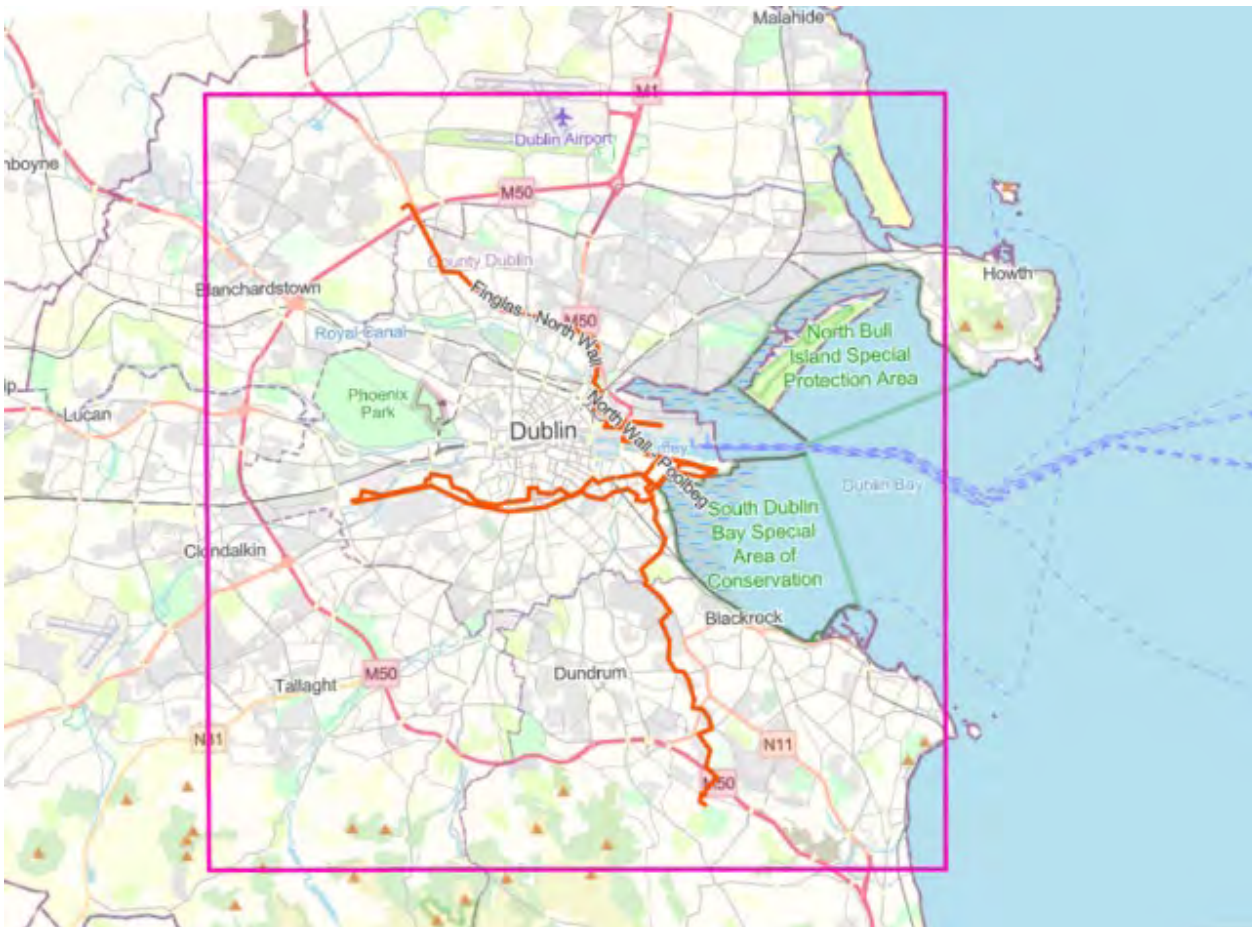 Malahide
M1
Dublin Airport
nboyne
M50
County Dublin
Howth
Blanchardstown
Finglas - North Wall
M50
Royal Canal
North Bull
Island Special
Protection Area
Phoenix
Park
Lucan
Dublin
North Wall - Poolbeg
Dublin Bay
South Dublin
Bay Special
Area of
Conservation
Clondalkin
Blackrock
Dundrum
M50
Tallaght
N81
N11
M50